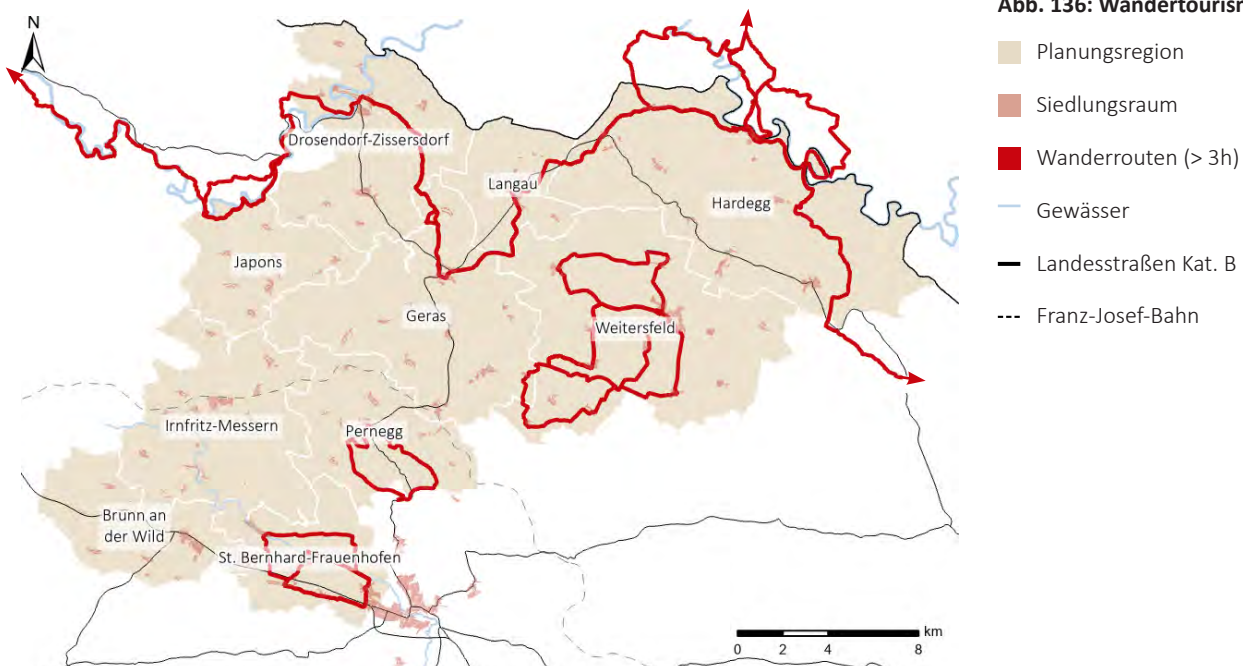 Abb. 136: Wandertouris
N
Planungsregion
Siedlungsraum
Wanderrouten (> 3h)
Gewässer
Landesstraßen Kat. B
Franz-Josef-Bahn
Drosendorf-Zissersdorf
Langau
Hardegg
Japons
Geras
Weitersfeld
Irnfritz-Messern
Pernegg
Brunn an
der Wild
St. Bernhard-Frauenhofen
km
0 2 4 8